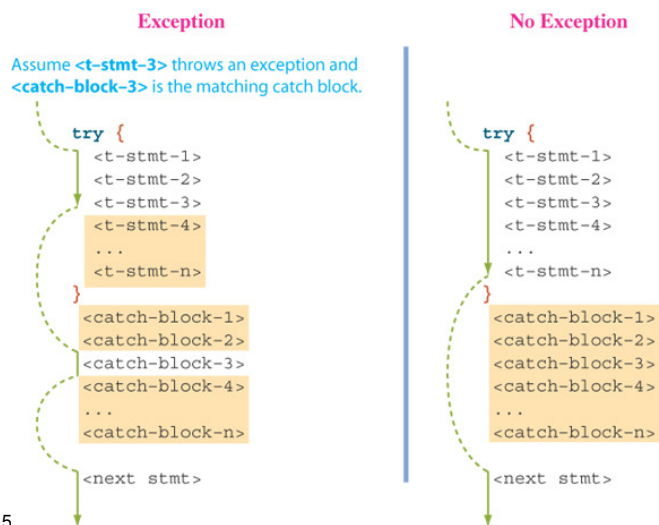 Exception
Assume <t-stmt-3> throws an exception and
<catch-block-3> is the matching catch block.
try {
<t-stmt-1>
<t-stmt-2>
<t-stmt-3>
<t-stmt-4>
...
<t-stmt-n>
}
<catch-block-1>
<catch-block-2>
<catch-block-3>
<catch-block-4>
...
<catch-block-n>
<next stmt>
No Exception
try {
<t-stmt-1>
<t-stmt-2>
<t-stmt-3>
<t-stmt-4>
...
<t-stmt-n>
}
<catch-block-1>
<catch-block-2>
<catch-block-3>
<catch-block-4>
...
<catch-block-n>
<next stmt>
5